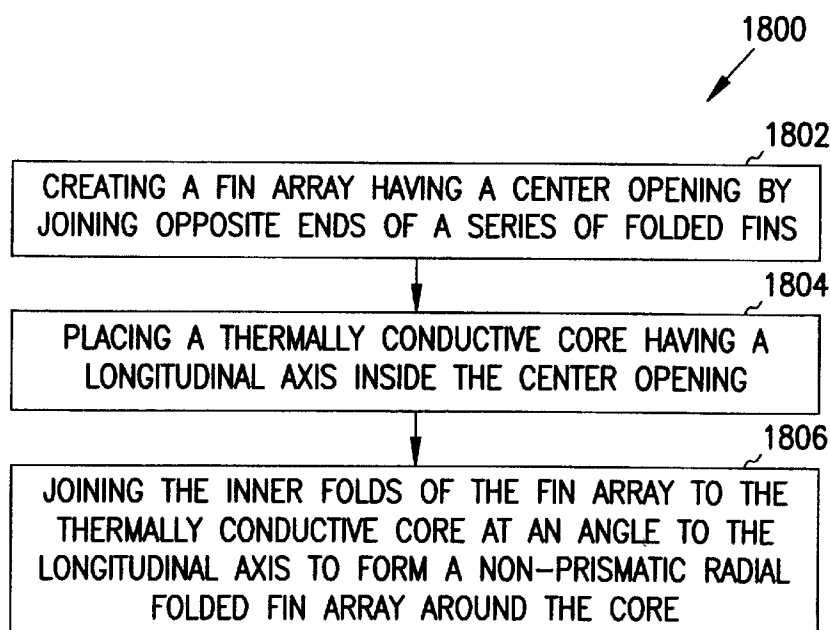 1800
1802
CREATING A FIN ARRAY HAVING A CENTER OPENING BY
JOINING OPPOSITE ENDS OF A SERIES OF FOLDED FINS
1804
PLACING A THERMALLY CONDUCTIVE CORE HAVING A
LONGITUDINAL AXIS INSIDE THE CENTER OPENING
1806
JOINING THE INNER FOLDS OF THE FIN ARRAY TO THE
THERMALLY CONDUCTIVE CORE AT AN ANGLE TO THE
LONGITUDINAL AXIS TO FORM A NON-PRISMATIC RADIAL
FOLDED FIN ARRAY AROUND THE CORE